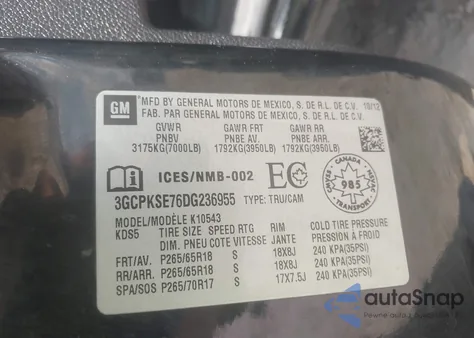 GM
MFD BY GENERAL MOTORS DE MEXICO, S. DE R.L. DE C.V. 10/12
FAB. PAR GENERAL MOTORS DE MEXICO, S. DE R.L. DE C.V.
GVWR GAWR FRT GAWR RR
PNBV PNBE AV. PNBE ARR.
3175KG(7000LB) 1792KG(3950LB) 1792KG(3950LB)
ICES/NMB-002 EC CANADA 985
3GCPKSE76DG236955 TYPE: TRU/CAM
MODEL/MODÈLE K10543
KDS5 TIRE SIZE SPEED RTG RIM COLD TIRE PRESSURE
DIM. PNEU COTE VITESSE JANTE PRESSION À FROID
FRT/AV. P265/65R18 S 18X8J 240 KPA(35PSI)
RR/ARR. P265/65R18 S 18X8J 240 KPA(35PSI)
SPA/SOS P265/70R17 S 17X7.5J 240 KPA(35PSI)
autoSnap